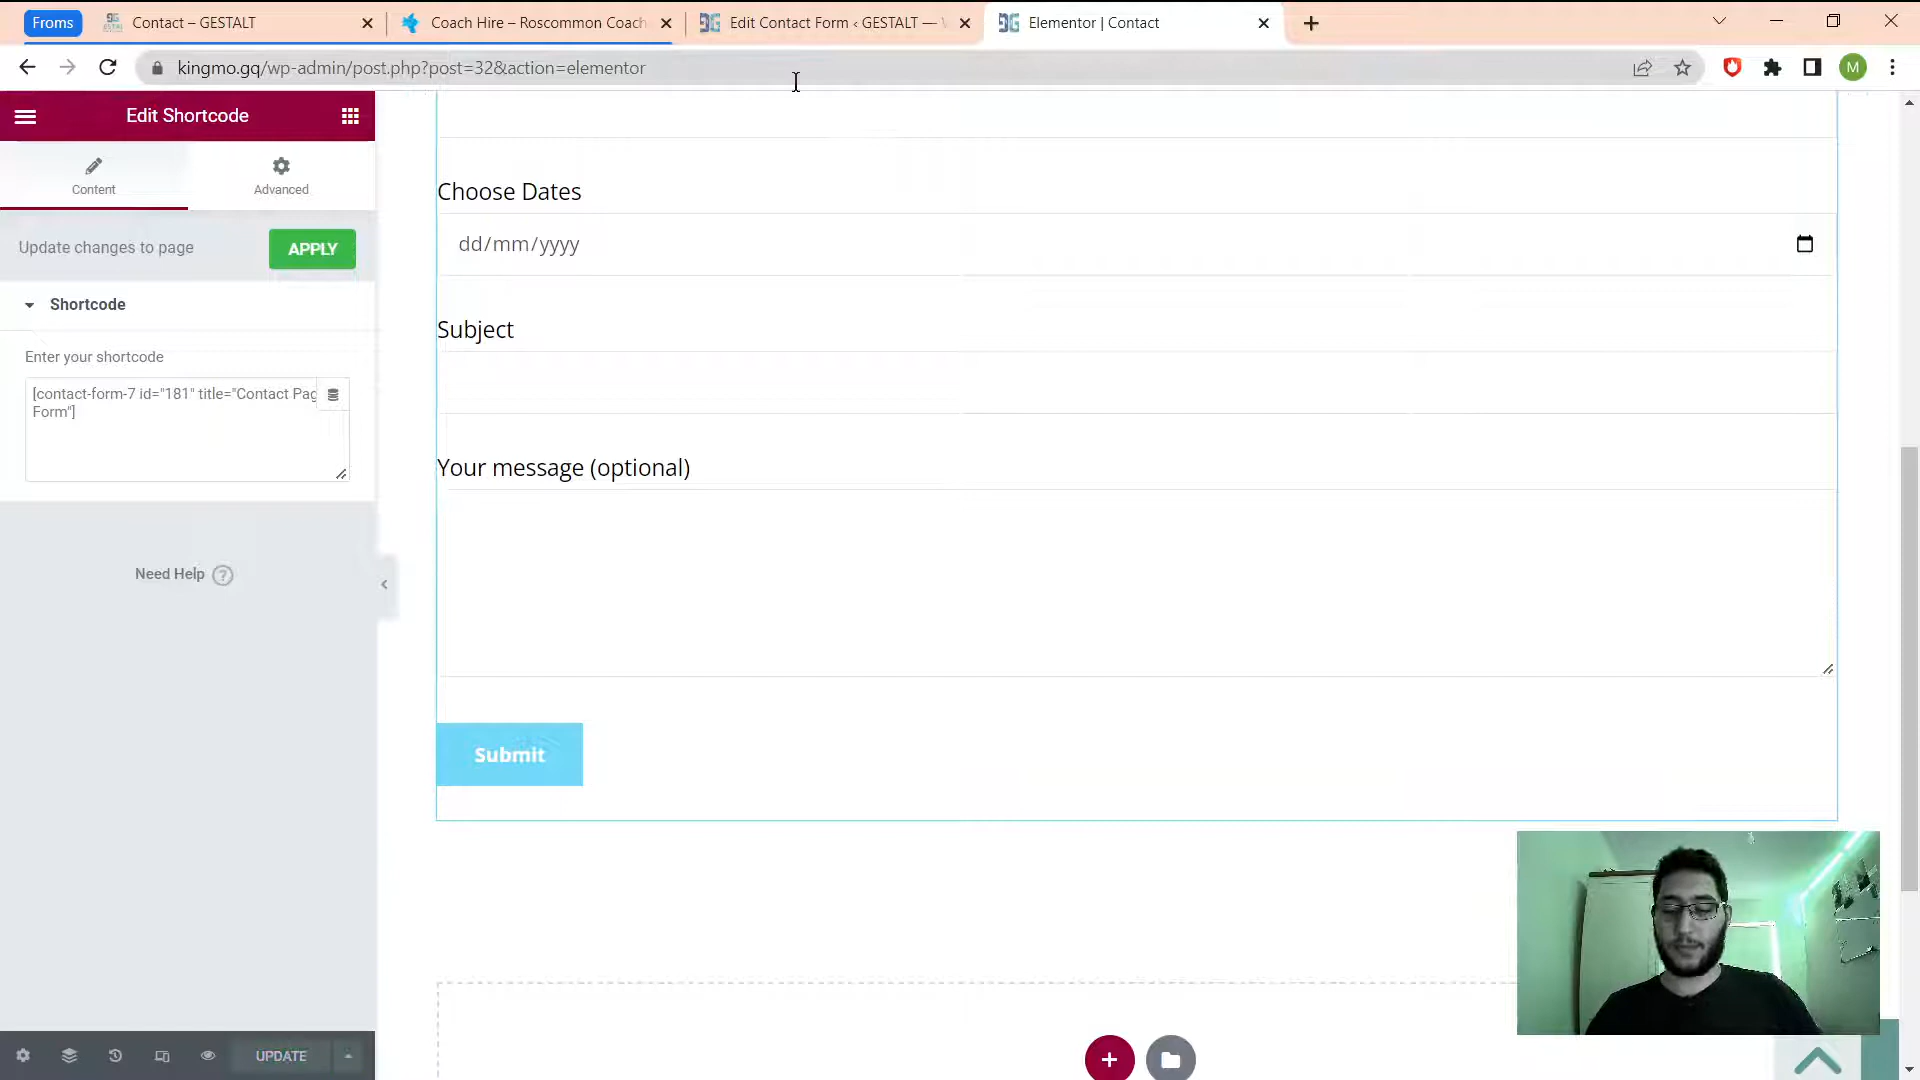 Froms
Contact – GESTALT
Coach Hire – Roscommon Coach
Edit Contact Form ‹ GESTALT —
Elementor | Contact
kingmo.gq/wp-admin/post.php?post=32&action=elementor
M
Edit Shortcode
Content
Advanced
Update changes to page
APPLY
Shortcode
Enter your shortcode
[contact-form-7 id="181" title="Contact Pag
Form"]
Need Help
?
UPDATE
Choose Dates
dd/mm/yyyy
Subject
Your message (optional)
Submit